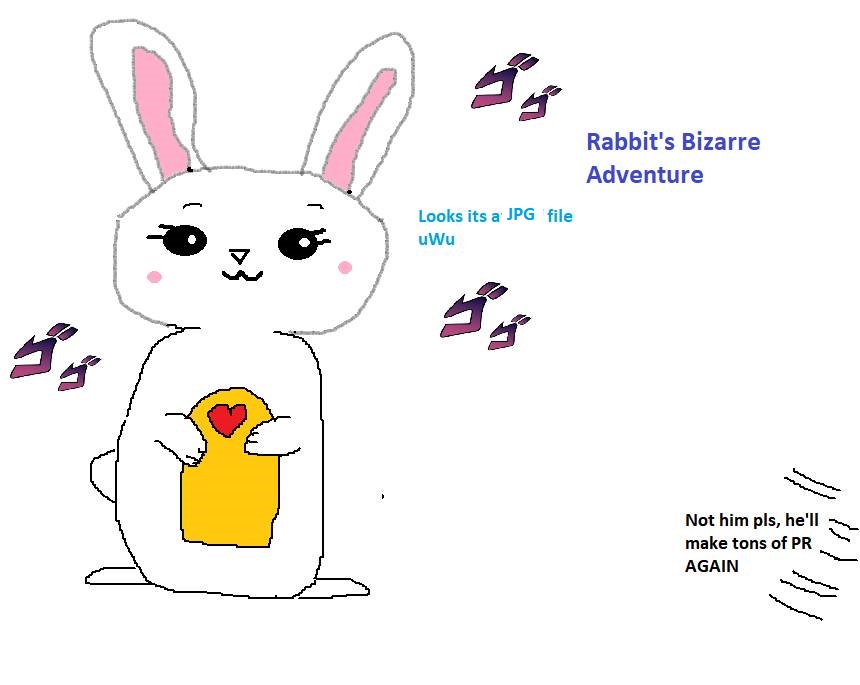 ゴゴ
Rabbit's Bizarre
Adventure
Looks its a JPG file
uWu
ゴゴ
ゴゴ
Not him pls, he'll
make tons of PR
AGAIN